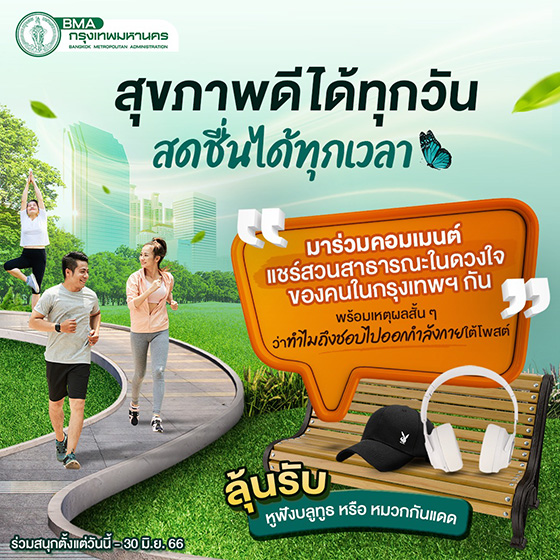 BMA
กรุงเทพมหานคร
BANGKOK METROPOLITAN ADMINISTRATION
สุขภาพดีได้ทุกวัน
สดชื่นได้ทุกเวลา
มาร่วมคอมเมนต์
แชร์สวนสาธารณะในดวงใจ
ของคนในกรุงเทพฯ กัน
พร้อมเหตุผลสั้น ๆ
ว่าทำไมถึงชอบไปออกกำลังกายใต้โพสต์
ลุ้นรับ
หูฟังบลูทูธ หรือ หมวกกันแดด
ร่วมสนุกตั้งแต่วันนี้ - 30 มิ.ย. 66